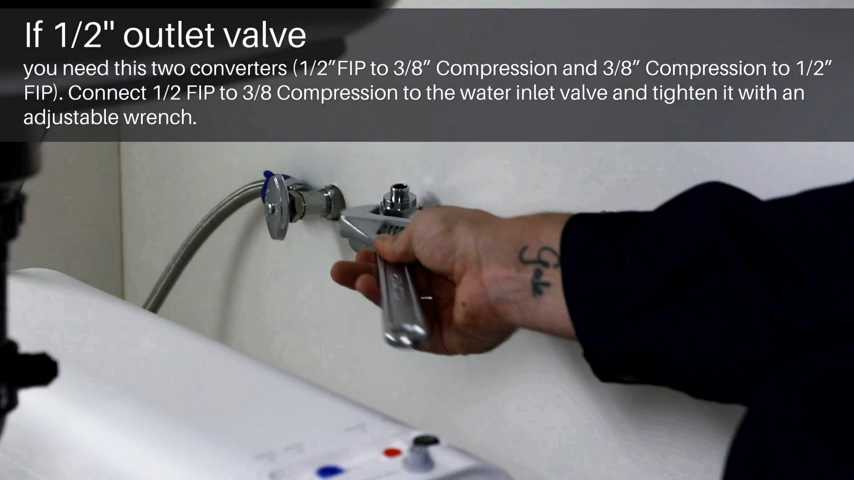 If 1/2" outlet valve
you need this two converters (1/2”FIP to 3/8” Compression and 3/8” Compression to 1/2”
FIP). Connect 1/2 FIP to 3/8 Compression to the water inlet valve and tighten it with an
adjustable wrench.